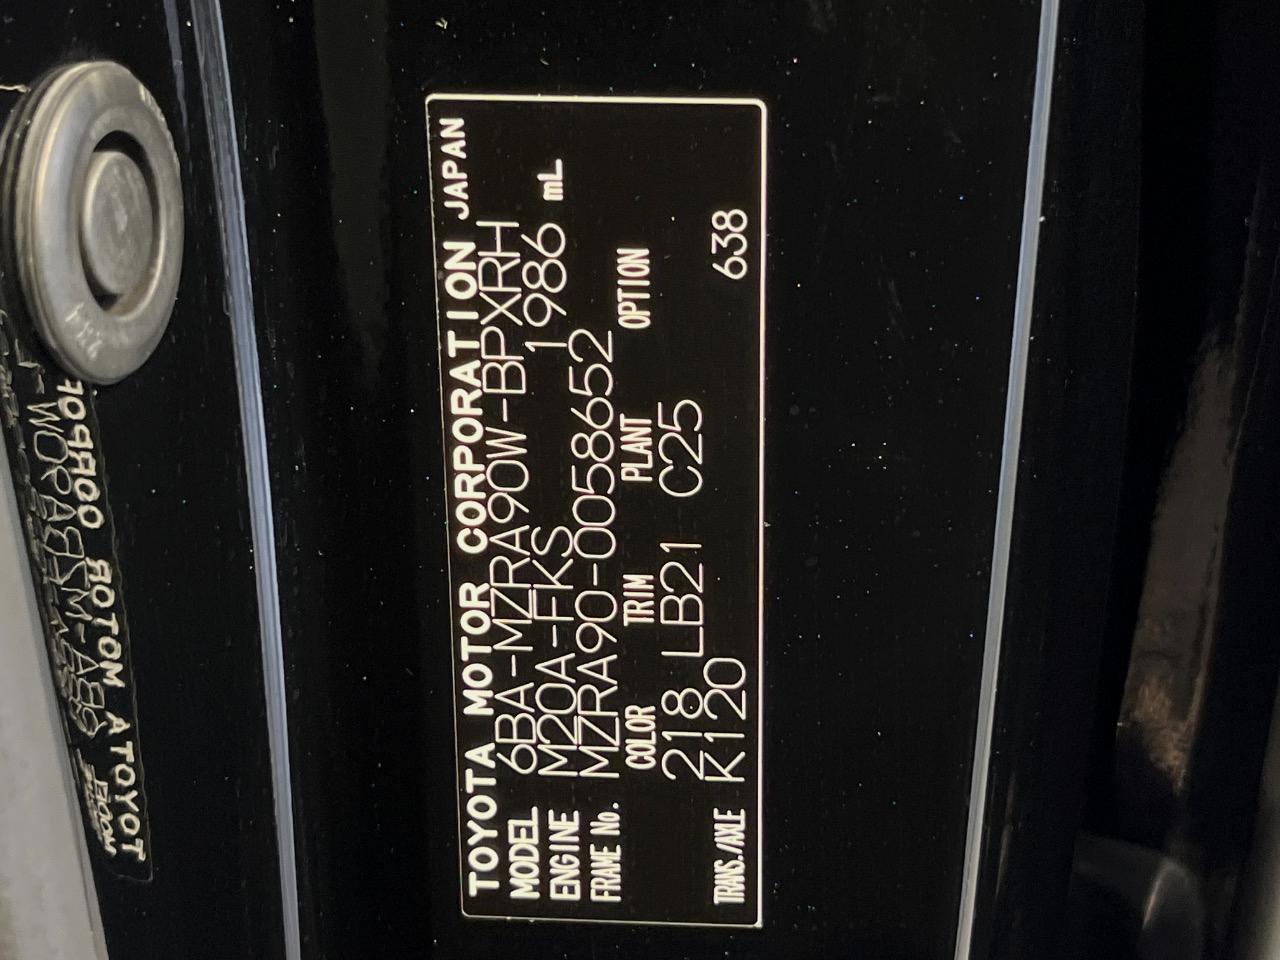 TOYOTA MOTOR CORPORATION JAPAN
MODEL 6BA-MZRA90W-BPXRH
ENGINE M20A-FKS 1986 mL
FRAME No. MZRA90-0058652
COLOR TRIM PLANT OPTION
218 LB21 C25
TRANS./AXLE K120 638